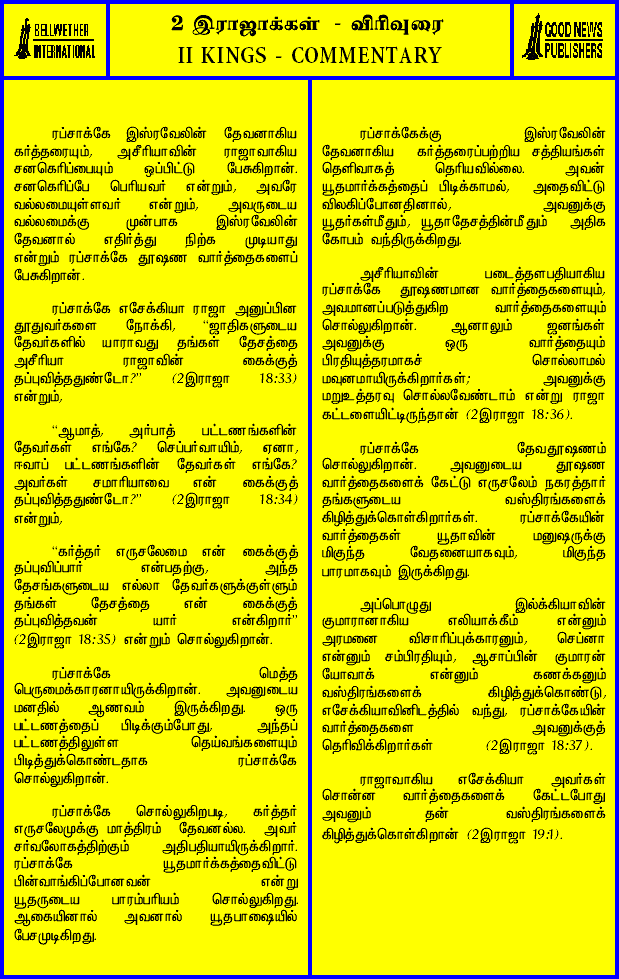 BELLWETHER
INTERNATIONAL
2 இராஜாக்கள் - விரிவுரை
II KINGS - COMMENTARY
GOOD NEWS
PUBLISHERS
ரப்சாக்கே இஸ்ரவேலின் தேவனாகிய
கர்த்தரையும், அசீரியாவின் ராஜாவாகிய
சனகெரிப்பையும் ஒப்பிட்டு பேசுகிறான்.
சனகெரிப்பே பெரியவர் என்றும், அவரே
வல்லமையுள்ளவர் என்றும், அவருடைய
வல்லமைக்கு முன்பாக இஸ்ரவேலின்
தேவனால் எதிர்த்து நிற்க முடியாது
என்றும் ரப்சாக்கே தூஷண வார்த்தைகளைப்
பேசுகிறான்.
ரப்சாக்கே எசேக்கியா ராஜா அனுப்பின
தூதுவர்களை நோக்கி, “ஜாதிகளுடைய
தேவர்களில் யாராவது தங்கள் தேசத்தை
அசீரியா ராஜாவின் கைக்குத்
தப்புவித்ததுண்டோ?” (2இராஜா 18:33)
என்றும்,
“ஆமாத், அர்பாத் பட்டணங்களின்
தேவர்கள் எங்கே? செப்பர்வாயிம், ஏனா,
ஈவாப் பட்டணங்களின் தேவர்கள் எங்கே?
அவர்கள் சமாரியாவை என் கைக்குத்
தப்புவித்ததுண்டோ?” (2இராஜா 18:34)
என்றும்,
“கர்த்தர் எருசலேமை என் கைக்குத்
தப்புவிப்பார் என்பதற்கு, அந்த
தேசங்களுடைய எல்லா தேவர்களுக்குள்ளும்
தங்கள் தேசத்தை என் கைக்குத்
தப்புவித்தவன் யார் என்கிறார்”
(2இராஜா 18:35) என்றும் சொல்லுகிறான்.
ரப்சாக்கே மெத்த
பெருமைக்காரனாயிருக்கிறான். அவனுடைய
மனதில் ஆணவம் இருக்கிறது. ஒரு
பட்டணத்தைப் பிடிக்கும்போது, அந்தப்
பட்டணத்திலுள்ள தெய்வங்களையும்
பிடித்துக்கொண்டதாக ரப்சாக்கே
சொல்லுகிறான்.
ரப்சாக்கே சொல்லுகிறபடி, கர்த்தர்
எருசலேமுக்கு மாத்திரம் தேவனல்ல. அவர்
சர்வலோகத்திற்கும் அதிபதியாயிருக்கிறார்.
ரப்சாக்கே யூதமார்க்கத்தைவிட்டு
பின்வாங்கிப்போனவன் என்று
யூதருடைய பாரம்பரியம் சொல்லுகிறது.
ஆகையினால் அவனால் யூதபாஷையில்
பேசமுடிகிறது.
ரப்சாக்கேக்கு இஸ்ரவேலின்
தேவனாகிய கர்த்தரைப்பற்றிய சத்தியங்கள்
தெளிவாகத் தெரியவில்லை. அவன்
யூதமார்க்கத்தைப் பிடிக்காமல், அதைவிட்டு
விலகிப்போனதினால், அவனுக்கு
யூதர்கள்மீதும், யூதாதேசத்தின்மீதும் அதிக
கோபம் வந்திருக்கிறது.
அசீரியாவின் படைத்தளபதியாகிய
ரப்சாக்கே தூஷணமான வார்த்தைகளையும்,
அவமானப்படுத்துகிற வார்த்தைகளையும்
சொல்லுகிறான். ஆனாலும் ஜனங்கள்
அவனுக்கு ஒரு வார்த்தையும்
பிரதியுத்தரமாகச் சொல்லாமல்
மவுனமாயிருக்கிறார்கள்; அவனுக்கு
மறுஉத்தரவு சொல்லவேண்டாம் என்று ராஜா
கட்டளையிட்டிருந்தான் (2இராஜா 18:36).
ரப்சாக்கே தேவதூஷணம்
சொல்லுகிறான். அவனுடைய தூஷண
வார்த்தைகளைக் கேட்டு எருசலேம் நகரத்தார்
தங்களுடைய வஸ்திரங்களைக்
கிழித்துக்கொள்கிறார்கள். ரப்சாக்கேயின்
வார்த்தைகள் யூதாவின் மனுஷருக்கு
மிகுந்த வேதனையாகவும், மிகுந்த
பாரமாகவும் இருக்கிறது.
அப்பொழுது இல்க்கியாவின்
குமாரனாகிய எலியாக்கீம் என்னும்
அரமனை விசாரிப்புக்காரனும், செப்னா
என்னும் சம்பிரதியும், ஆசாப்பின் குமாரன்
யோவாக் என்னும் கணக்கனும்
வஸ்திரங்களைக் கிழித்துக்கொண்டு,
எசேக்கியாவினிடத்தில் வந்து, ரப்சாக்கேயின்
வார்த்தைகளை அவனுக்குத்
தெரிவிக்கிறார்கள் (2இராஜா 18:37).
ராஜாவாகிய எசேக்கியா அவர்கள்
சொன்ன வார்த்தைகளைக் கேட்டபோது
அவனும் தன் வஸ்திரங்களைக்
கிழித்துக்கொள்கிறான் (2இராஜா 19:1).